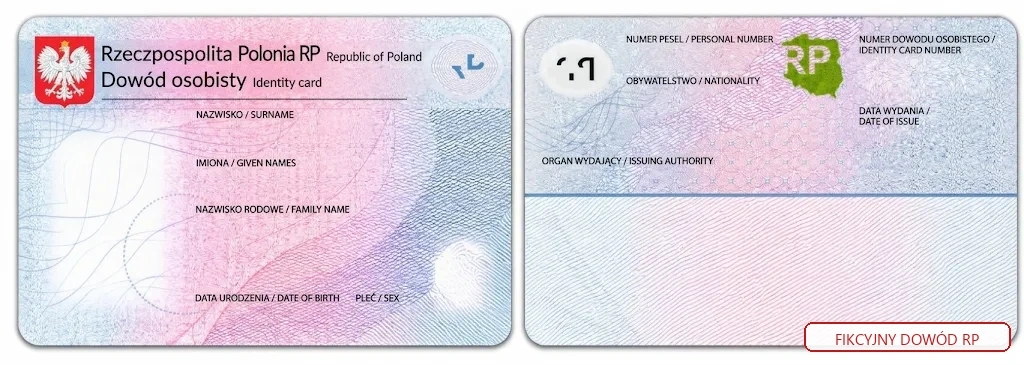 Rzeczpospolita Polonia RP Republic of Poland
Dowód osobisty Identity card
NAZWISKO / SURNAME
IMIONA / GIVEN NAMES
NAZWISKO RODOWE / FAMILY NAME
DATA URODZENIA / DATE OF BIRTH PLEĆ / SEX
NUMER PESEL / PERSONAL NUMBER
OBYWATELSTWO / NATIONALITY
RP
NUMER DOWODU OSOBISTEGO /
IDENTITY CARD NUMBER
DATA WYDANIA /
DATE OF ISSUE
ORGAN WYDAJĄCY / ISSUING AUTHORITY
FIKCYJNY DOWÓD RP